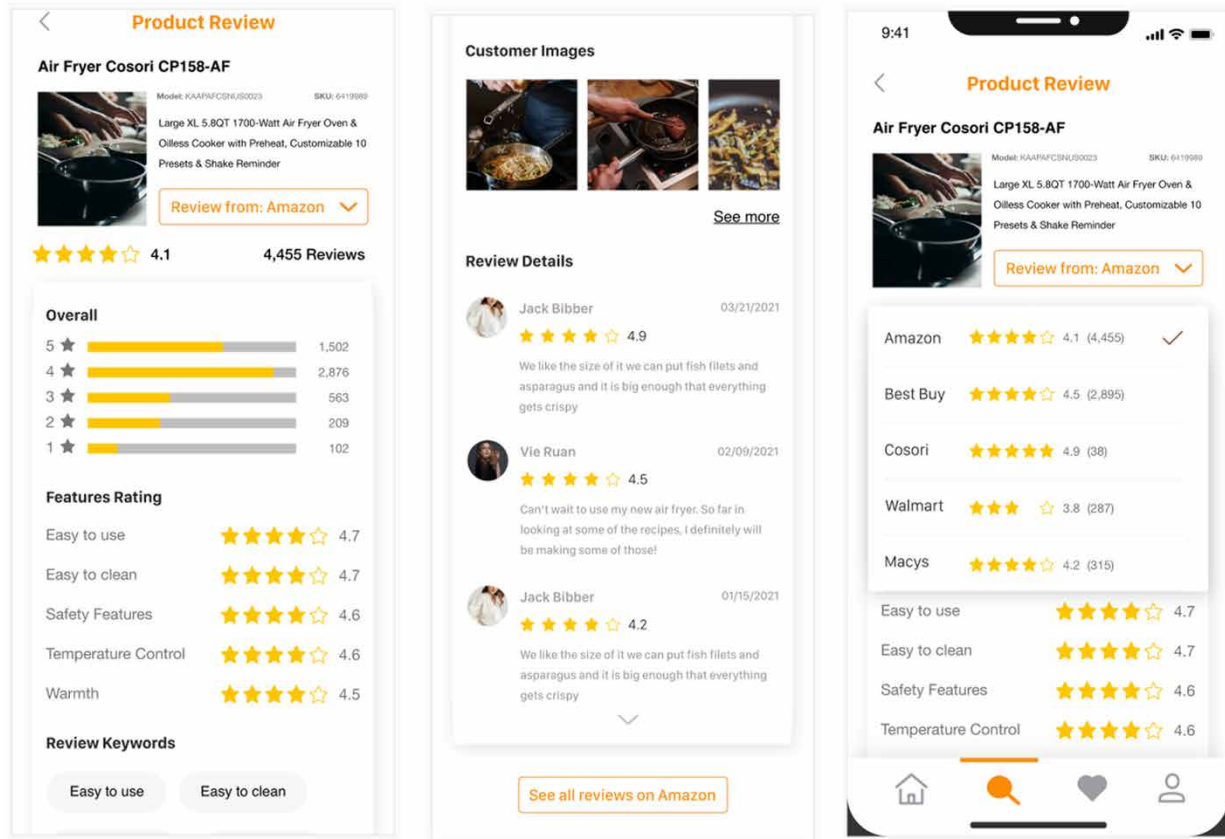 Product Review
Air Fryer Cosori CP158-AF
Model: KAAPAFCSNUS0023 SKU: 6419989
Large XL 5.8QT 1700-Watt Air Fryer Oven &
Oilless Cooker with Preheat, Customizable 10
Presets & Shake Reminder
Review from: Amazon
4.1 4,455 Reviews
Overall
5 1,502
4 2,876
3 563
2 209
1 102
Features Rating
Easy to use 4.7
Easy to clean 4.7
Safety Features 4.6
Temperature Control 4.6
Warmth 4.5
Review Keywords
Easy to use Easy to clean
Customer Images
See more
Review Details
Jack Bibber 03/21/2021
4.9
We like the size of it we can put fish filets and
asparagus and it is big enough that everything
gets crispy
Vie Ruan 02/09/2021
4.5
Can't wait to use my new air fryer. So far in
looking at some of the recipes, I definitely will
be making some of those!
Jack Bibber 01/15/2021
4.2
We like the size of it we can put fish filets and
asparagus and it is big enough that everything
gets crispy
See all reviews on Amazon
9:41
Product Review
Air Fryer Cosori CP158-AF
Model: KAAPAFCSNUS0023 SKU: 6419989
Large XL 5.8QT 1700-Watt Air Fryer Oven &
Oilless Cooker with Preheat, Customizable 10
Presets & Shake Reminder
Review from: Amazon
Amazon 4.1 (4,455)
Best Buy 4.5 (2,895)
Cosori 4.9 (38)
Walmart 3.8 (287)
Macys 4.2 (315)
Easy to use 4.7
Easy to clean 4.7
Safety Features 4.6
Temperature Control 4.6